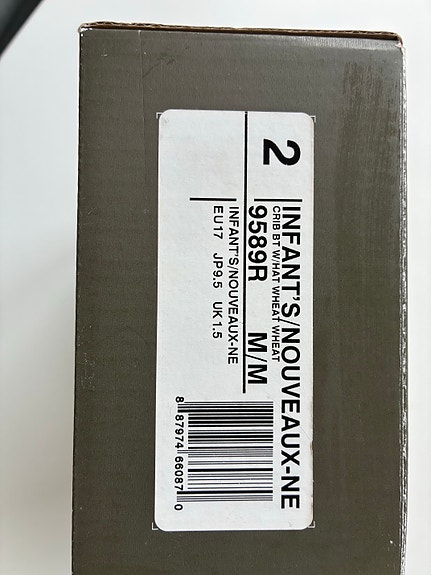 2
INFANT'S/NOUVEAUX-NE
CRIB BT W/HAT WHEAT WHEAT
9589R M/M
INFANT'S/NOUVEAUX-NE
EU17 JP9.5 UK1.5
8 87974 66087 0